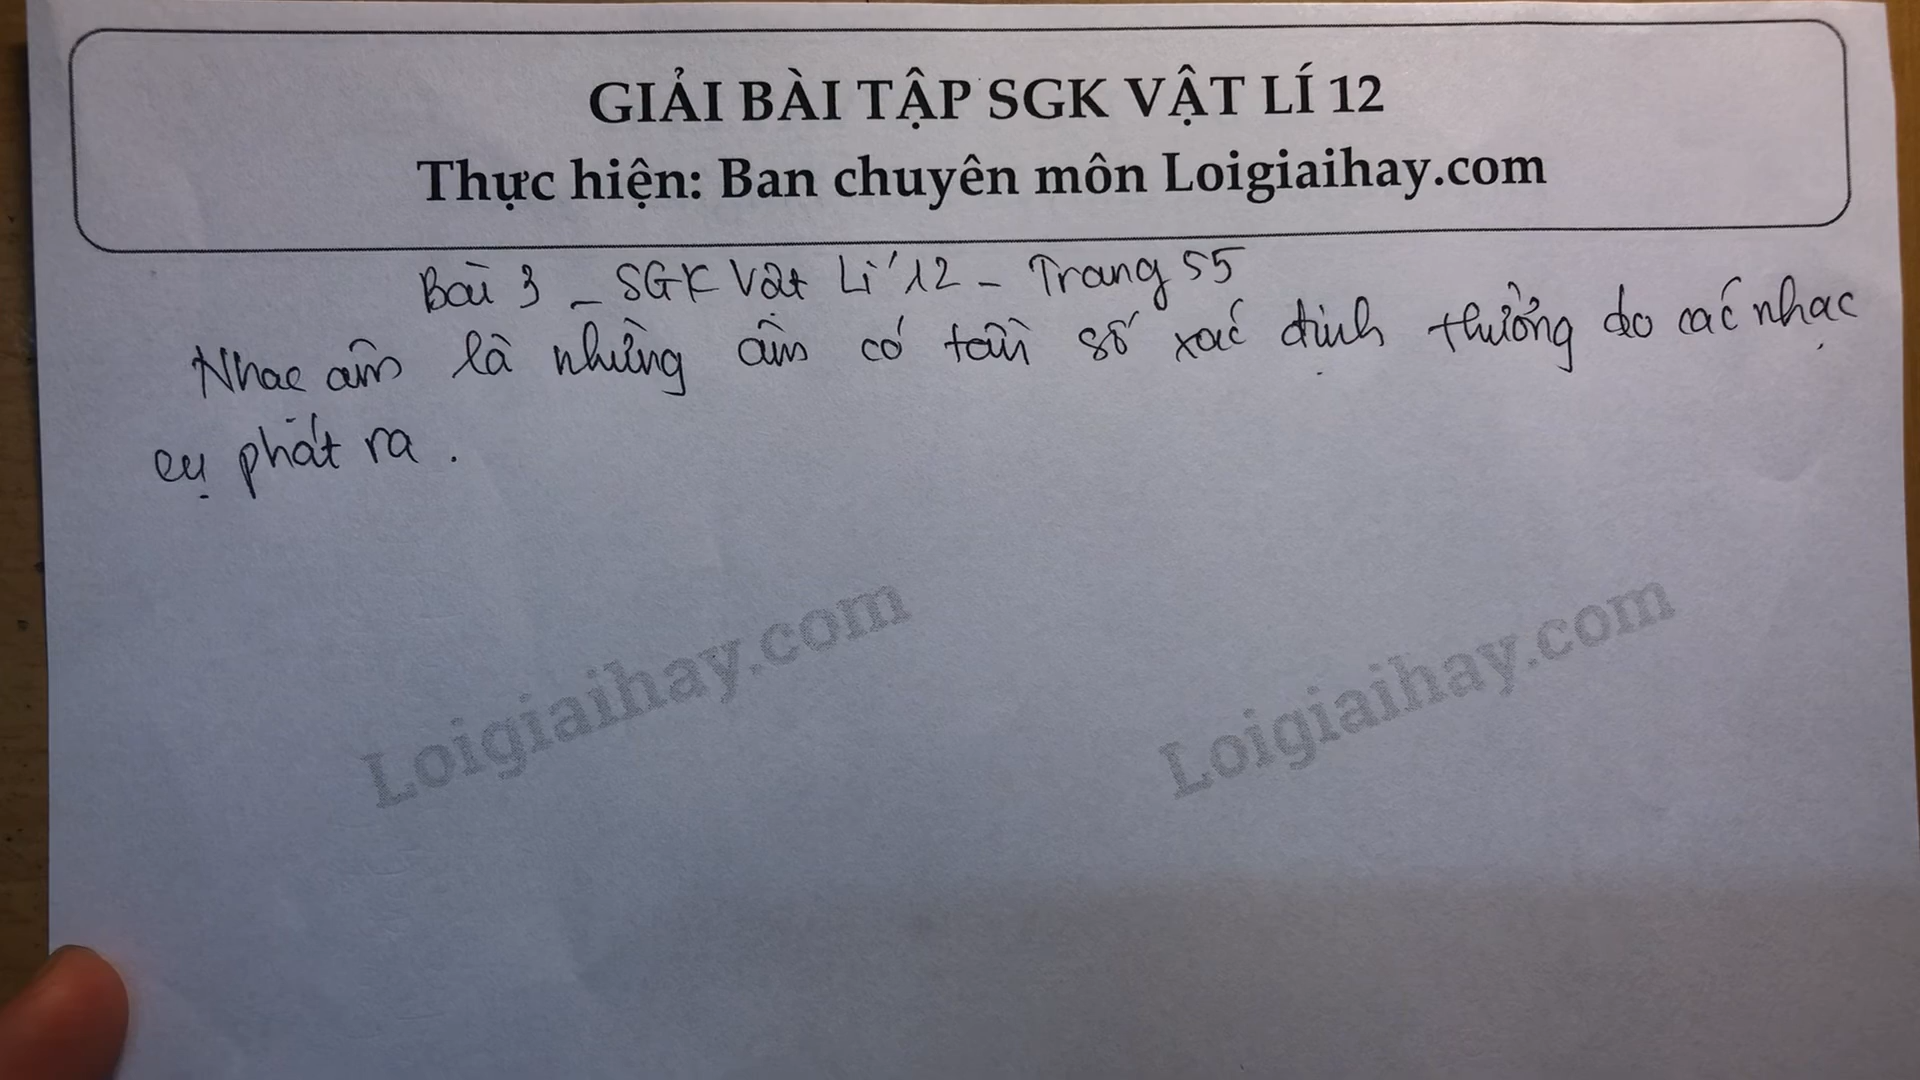 GIẢI BÀI TẬP SGK VẬT LÍ 12
Thực hiện: Ban chuyên môn Loigiaihay.com
Bài 3 - SGK Vật Lí 12 - Trang 55
Nhạc âm là những âm có tần số xác định thường do các nhạc
cụ phát ra.
Loigiaihay.com
Loigiaihay.com